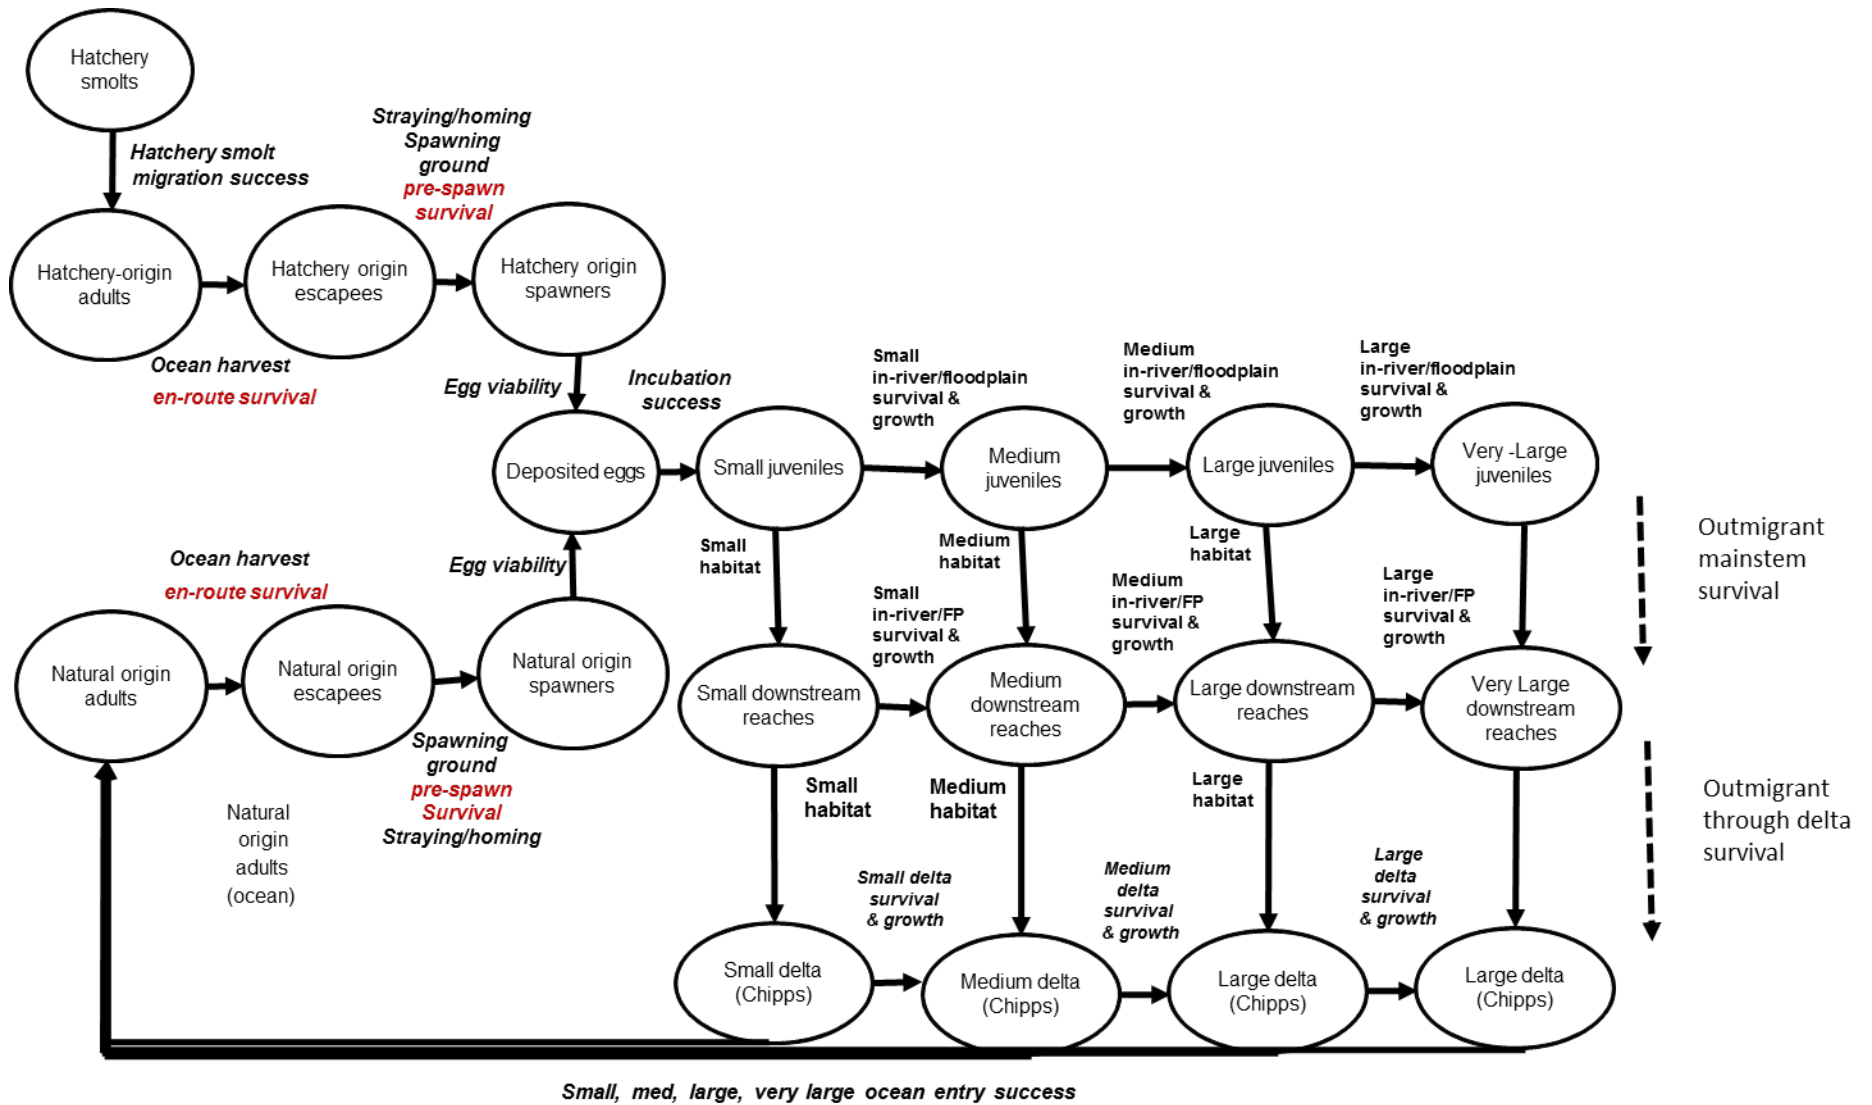 Hatchery
smolts
Hatchery smolt
migration success
Straying/homing
Spawning
ground
pre-spawn
survival
Hatchery-origin
adults
Hatchery origin
escapees
Hatchery origin
spawners
Ocean harvest
en-route survival
Egg viability
Incubation
success
Small
in-river/floodplain
survival &
growth
Medium
in-river/floodplain
survival &
growth
Large
in-river/floodplain
survival &
growth
Deposited eggs
Small juveniles
Medium
juveniles
Large juveniles
Very -Large
juveniles
Outmigrant
mainstem
survival
Small
habitat
Medium
habitat
Large
habitat
Ocean harvest
en-route survival
Egg viability
Small
in-river/FP
survival &
growth
Medium
in-river/FP
survival &
growth
Large
in-river/FP
survival &
growth
Natural origin
adults
Natural origin
escapees
Natural origin
spawners
Small downstream
reaches
Medium
downstream
reaches
Large downstream
reaches
Very Large
downstream
reaches
Spawning
ground
pre-spawn
Survival
Straying/homing
Natural
origin
adults
(ocean)
Small
habitat
Medium
habitat
Large
habitat
Outmigrant
through delta
survival
Small delta
survival
& growth
Medium
delta
survival
& growth
Large
delta
survival
& growth
Small delta
(Chipps)
Medium delta
(Chipps)
Large delta
(Chipps)
Large delta
(Chipps)
Small, med, large, very large ocean entry success